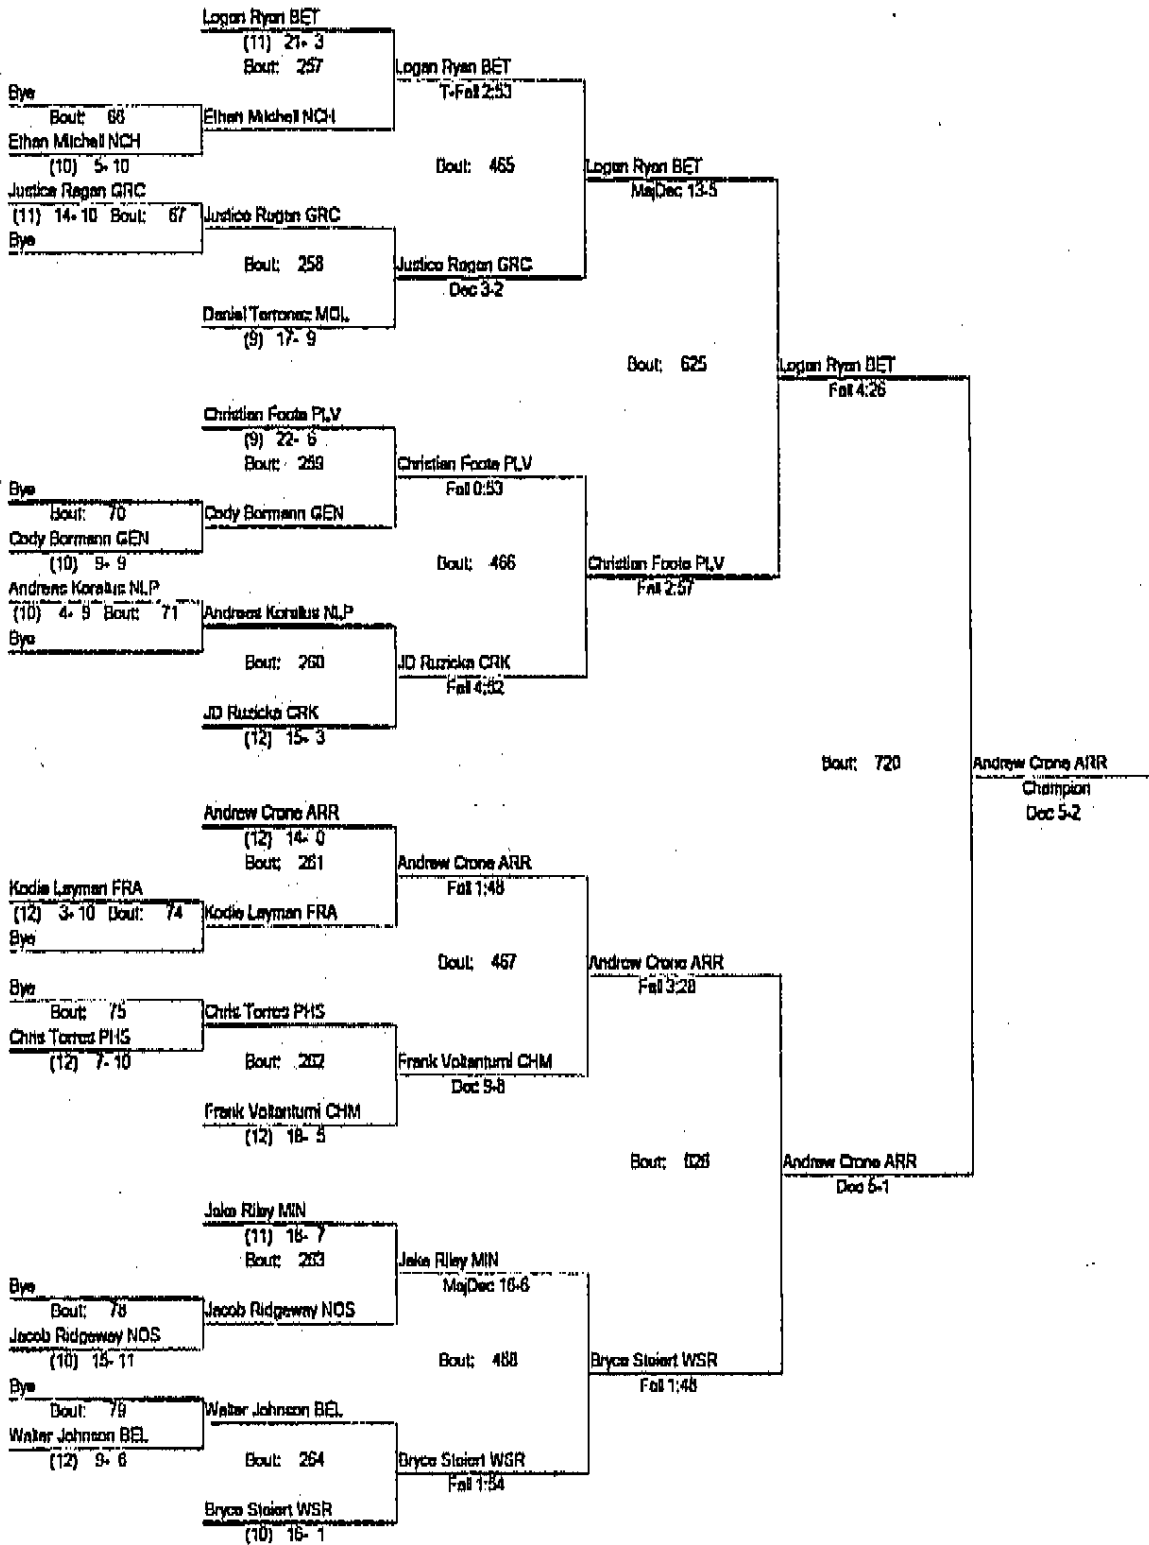 Logan Ryan BET
(11) 21- 3
Bout: 257
Logan Ryan BET
T-Fall 2:53
Bye
Bout: 66
Ethan Mitchell NCH
Ethan Mitchell NCH
(10) 5- 10
Bout: 465
Logan Ryan BET
MajDec 13-5
Justice Ragan GRC
(11) 14- 10 Bout: 67
Justice Ragan GRC
Bye
Bout: 258
Justice Ragan GRC
Dec 3-2
Daniel Terronez MOL
(9) 17- 9
Bout: 625
Logan Ryan BET
Fall 4:26
Christian Foote PLV
(9) 22- 6
Bout: 259
Christian Foote PLV
Fall 0:53
Bye
Bout: 70
Cody Bormann GEN
Cody Bormann GEN
(10) 9- 9
Bout: 466
Christian Foote PLV
Fall 2:57
Andreas Koralus NLP
(10) 4- 9 Bout: 71
Andreas Koralus NLP
Bye
Bout: 260
JD Ruzicka CRK
Fall 4:52
JD Ruzicka CRK
(12) 15- 3
Bout: 720
Andrew Crone ARR
Champion
Dec 5-2
Andrew Crone ARR
(12) 14- 0
Bout: 261
Andrew Crone ARR
Fall 1:48
Kodie Layman FRA
(12) 3- 10 Bout: 74
Kodie Layman FRA
Bye
Bout: 467
Andrew Crone ARR
Fall 3:28
Bye
Bout: 75
Chris Torres PHS
Chris Torres PHS
(12) 7- 10
Bout: 262
Frank Voltantumi CHM
Dec 9-8
Frank Voltantumi CHM
(12) 18- 5
Bout: 626
Andrew Crone ARR
Dec 5-1
Jake Riley MIN
(11) 18- 7
Bout: 263
Jake Riley MIN
MajDec 16-6
Bye
Bout: 78
Jacob Ridgeway NOS
Jacob Ridgeway NOS
(10) 15- 11
Bout: 468
Bryce Steiert WSR
Fall 1:48
Bye
Bout: 79
Walter Johnson BEL
Walter Johnson BEL
(12) 9- 6
Bout: 264
Bryce Steiert WSR
Fall 1:54
Bryce Steiert WSR
(10) 16- 1